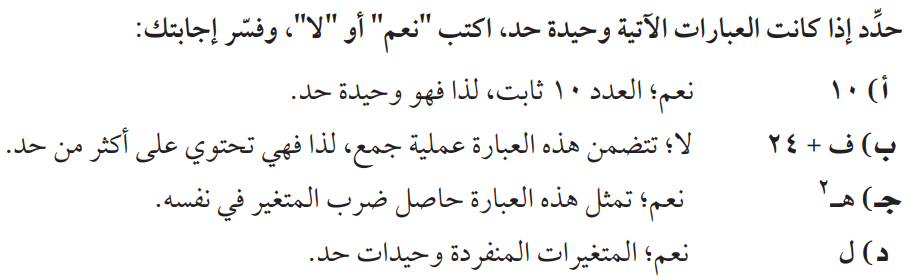 حدِّد إذا كانت العبارات الآتية وحيدة حد، اكتب "نعم" أو "لا"، وفسّر إجابتك:
أ) ١٠ نعم؛ العدد ١٠ ثابت، لذا فهو وحيدة حد.
ب) ف + ٢٤ لا؛ تتضمن هذه العبارة عملية جمع، لذا فهي تحتوي على أكثر من حد.
جـ) هـ٢ نعم؛ تمثل هذه العبارة حاصل ضرب المتغير في نفسه.
د) ل نعم؛ المتغيرات المنفردة وحيدات حد.